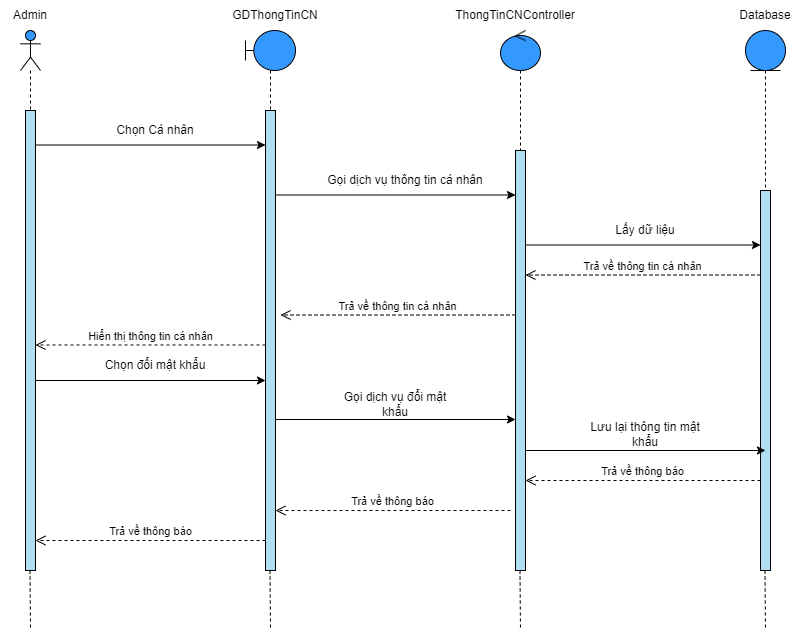 Admin
GDThongTinCN
ThongTinCNController
Database
Chọn Cá nhân
Gọi dịch vụ thông tin cá nhân
Lấy dữ liệu
Trả về thông tin cá nhân
Trả về thông tin cá nhân
Hiển thị thông tin cá nhân
Chọn đổi mật khẩu
Gọi dịch vụ đổi mật
khẩu
Lưu lại thông tin mật
khẩu
Trả về thông báo
Trả về thông báo
Trả về thông báo